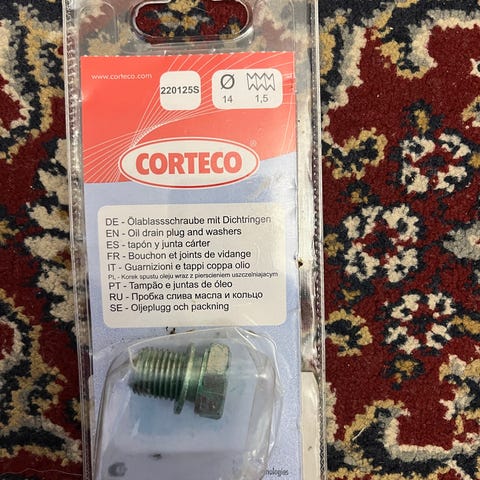 www.corteco.com
220125S
14
1,5
CORTECO®
DE - Ölablassschraube mit Dichtringen
EN - Oil drain plug and washers
ES - tapón y junta cárter
FR - Bouchon et joints de vidange
IT - Guarnizioni e tappi coppa olio
PL - Korek spustu oleju wraz z pierscieniem uszczelniajacym
PT - Tampão e juntas de óleo
RU - Пробка слива масла и кольцо
SE - Oljeplugg och packning